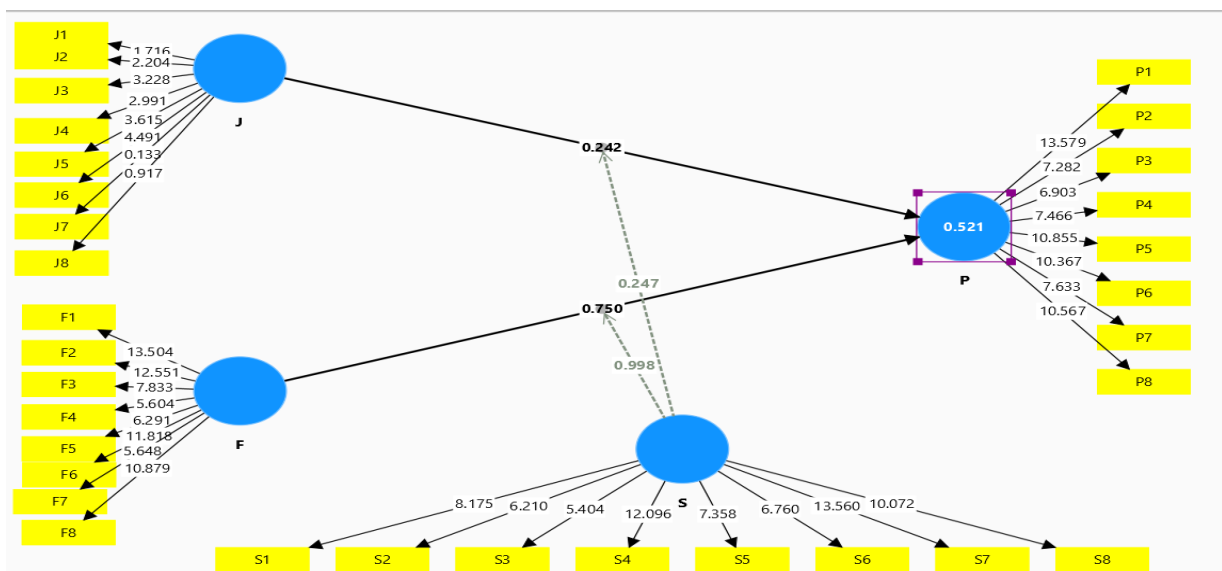 J1
J2
J3
J4
J5
J6
J7
J8
1.716
2.204
3.228
2.991
3.615
4.491
0.133
0.917
J
0.242
P1
P2
P3
P4
P5
P6
P7
P8
13.579
7.282
6.903
7.466
10.855
10.367
7.633
10.567
0.521
P
0.247
0.750
0.998
F1
F2
F3
F4
F5
F6
F7
F8
13.504
12.551
7.833
5.604
6.291
11.818
5.648
10.879
F
S
8.175
6.210
5.404
12.096
7.358
6.760
13.560
10.072
S1
S2
S3
S4
S5
S6
S7
S8